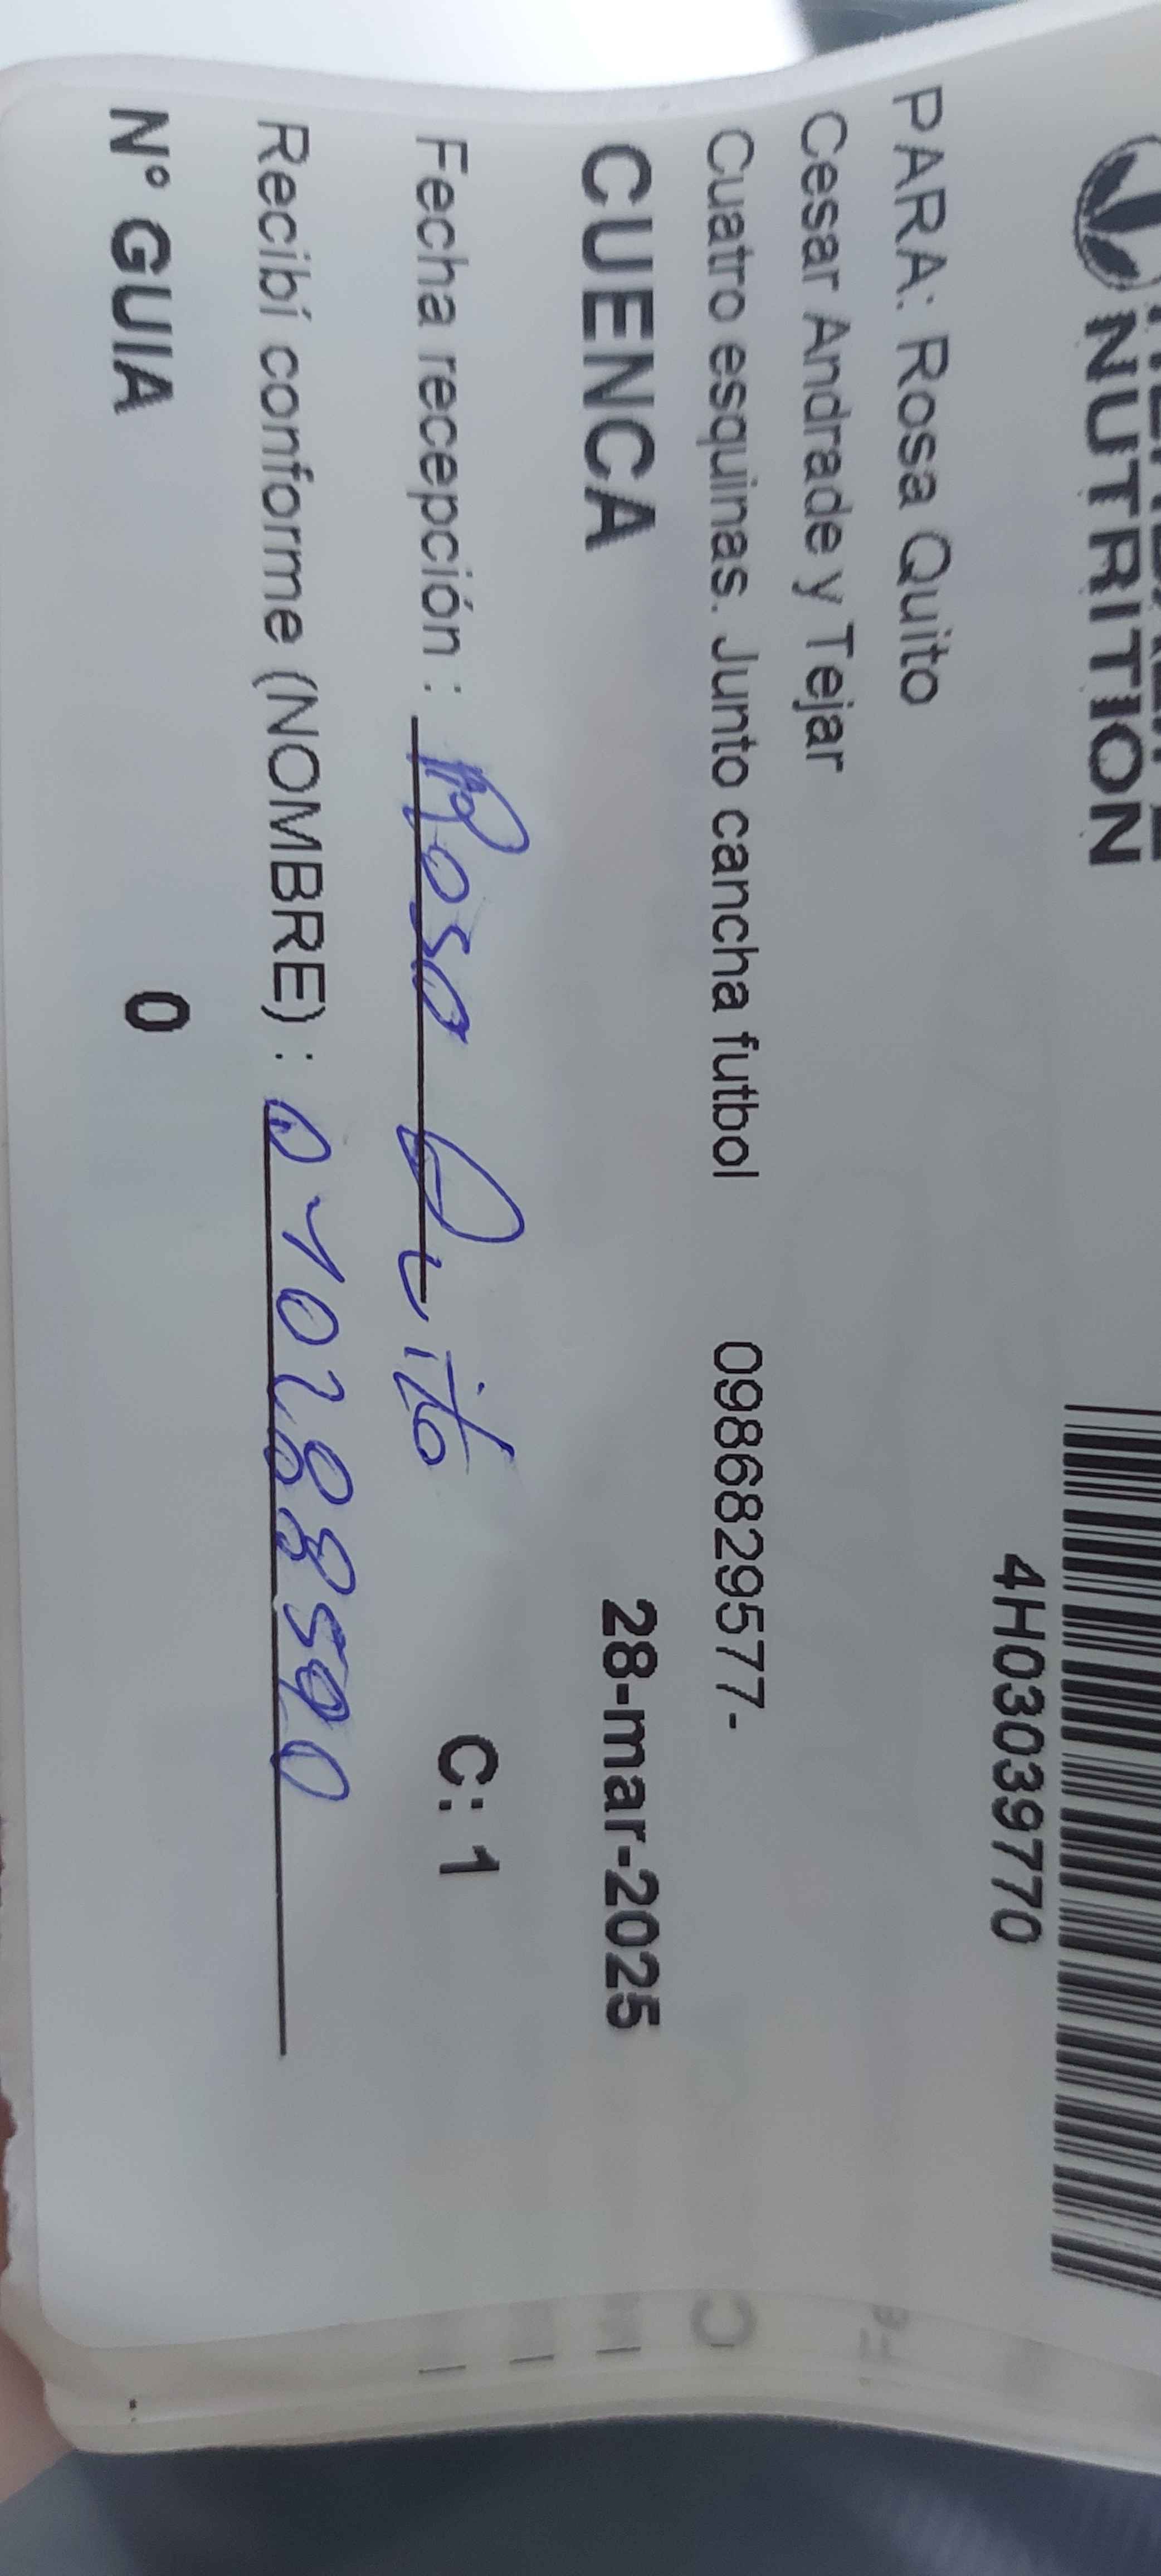 NUTRITION
4H03039770
PARA: Rosa Quito
Cesar Andrade y Tejar
Cuatro esquinas. Junto cancha futbol 0986829577-
CUENCA 28-mar-2025
Fecha recepción : Rosa Quito C: 1
Recibí conforme (NOMBRE) : 0102888590
N° GUIA 0